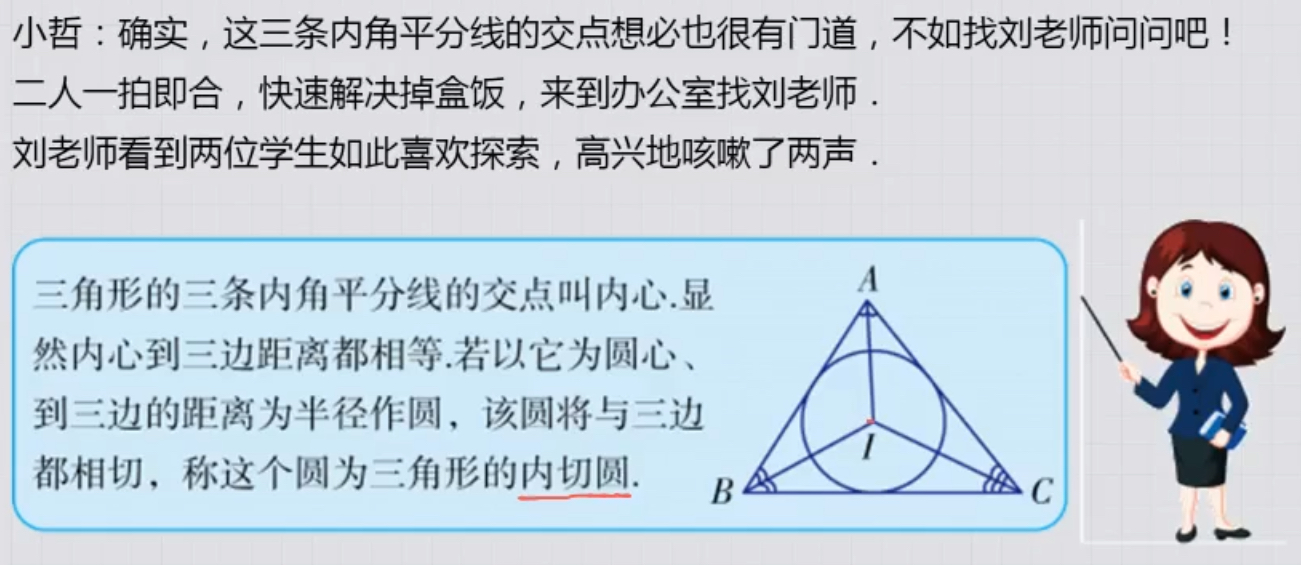 小哲：确实，这三条内角平分线的交点想必也很有门道，不如找刘老师问问吧！
二人一拍即合，快速解决掉盒饭，来到办公室找刘老师．
刘老师看到两位学生如此喜欢探索，高兴地咳嗽了两声．
三角形的三条内角平分线的交点叫内心.显
然内心到三边距离都相等.若以它为圆心、
到三边的距离为半径作圆，该圆将与三边
都相切，称这个圆为三角形的内切圆.
A
I
B
C